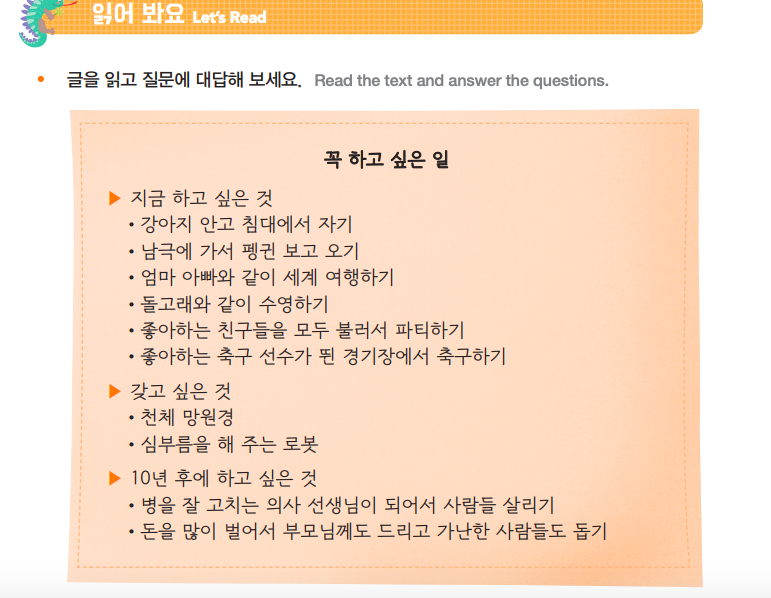 읽어 봐요 Let's Read
• 글을 읽고 질문에 대답해 보세요. Read the text and answer the questions.
꼭 하고 싶은 일
▶ 지금 하고 싶은 것
• 강아지 안고 침대에서 자기
• 남극에 가서 펭귄 보고 오기
• 엄마 아빠와 같이 세계 여행하기
• 돌고래와 같이 수영하기
• 좋아하는 친구들을 모두 불러서 파티하기
• 좋아하는 축구 선수가 뛴 경기장에서 축구하기
▶ 갖고 싶은 것
• 천체 망원경
• 심부름을 해 주는 로봇
▶ 10년 후에 하고 싶은 것
• 병을 잘 고치는 의사 선생님이 되어서 사람들 살리기
• 돈을 많이 벌어서 부모님께도 드리고 가난한 사람들도 돕기